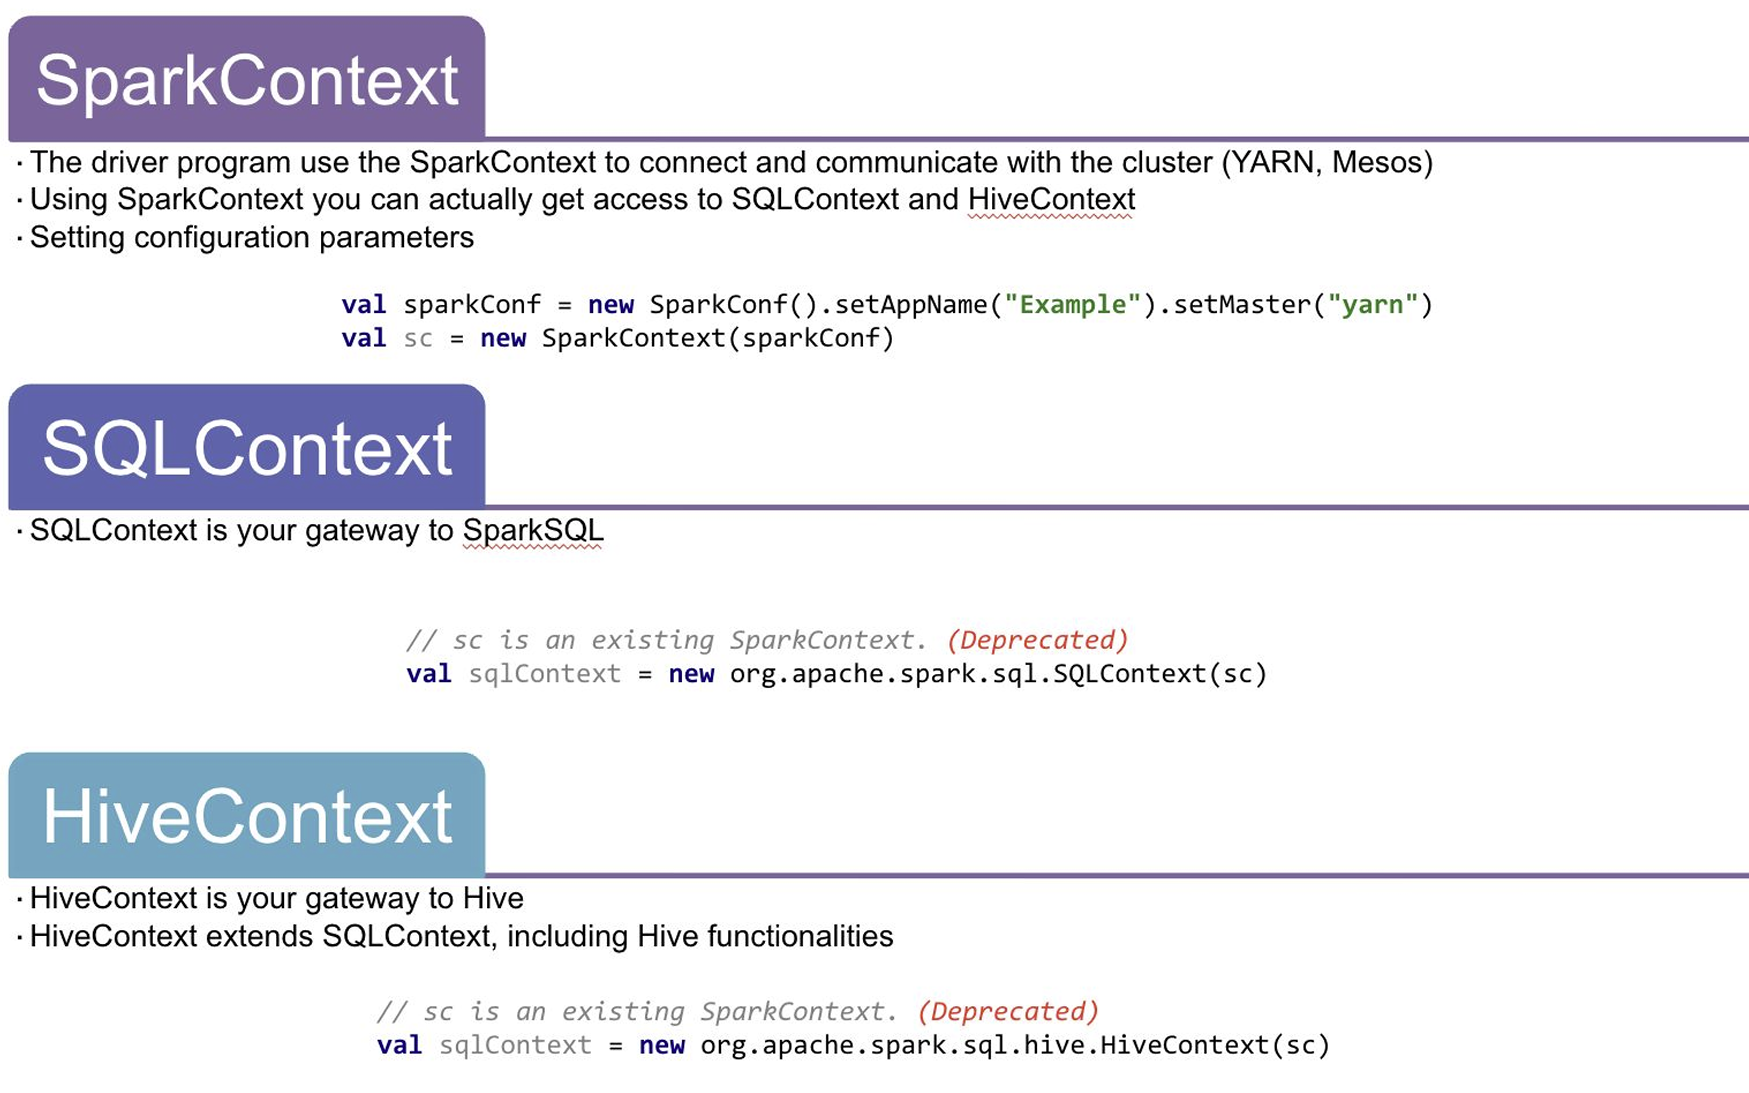 SparkContext
· The driver program use the SparkContext to connect and communicate with the cluster (YARN, Mesos)
· Using SparkContext you can actually get access to SQLContext and HiveContext
· Setting configuration parameters
val sparkConf = new SparkConf().setAppName("Example").setMaster("yarn")
val sc = new SparkContext(sparkConf)
SQLContext
· SQLContext is your gateway to SparkSQL
// sc is an existing SparkContext. (Deprecated)
val sqlContext = new org.apache.spark.sql.SQLContext(sc)
HiveContext
· HiveContext is your gateway to Hive
· HiveContext extends SQLContext, including Hive functionalities
// sc is an existing SparkContext. (Deprecated)
val sqlContext = new org.apache.spark.sql.hive.HiveContext(sc)